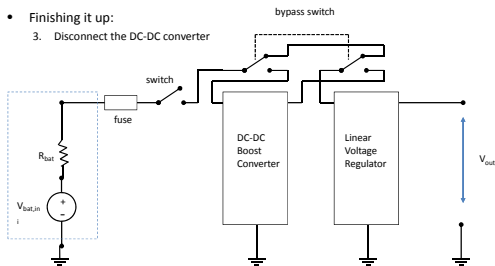 • Finishing it up:
3. Disconnect the DC-DC converter
bypass switch
switch
fuse
R_bat
V_bat,in
i
+
−
DC-DC
Boost
Converter
Linear
Voltage
Regulator
V_out